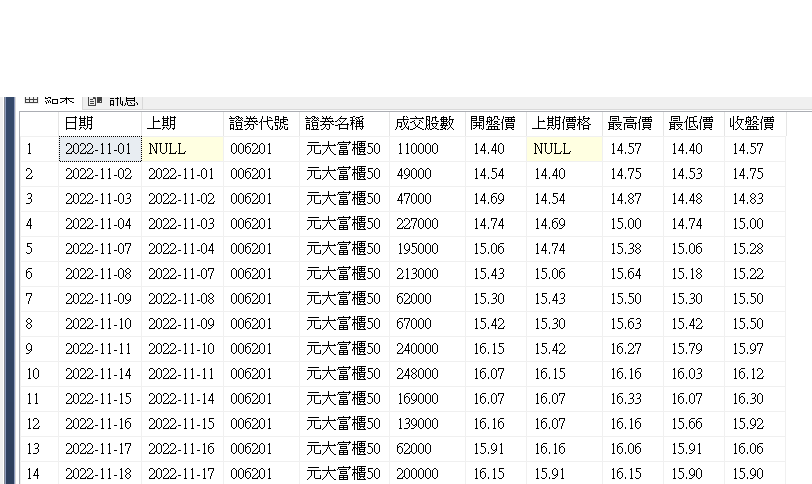 結果 訊息
日期 上期 證券代號 證券名稱 成交股數 開盤價 上期價格 最高價 最低價 收盤價
1 2022-11-01 NULL 006201 元大富櫃50 110000 14.40 NULL 14.57 14.40 14.57
2 2022-11-02 2022-11-01 006201 元大富櫃50 49000 14.54 14.40 14.75 14.53 14.75
3 2022-11-03 2022-11-02 006201 元大富櫃50 47000 14.69 14.54 14.87 14.48 14.83
4 2022-11-04 2022-11-03 006201 元大富櫃50 227000 14.74 14.69 15.00 14.74 15.00
5 2022-11-07 2022-11-04 006201 元大富櫃50 195000 15.06 14.74 15.38 15.06 15.28
6 2022-11-08 2022-11-07 006201 元大富櫃50 213000 15.43 15.06 15.64 15.18 15.22
7 2022-11-09 2022-11-08 006201 元大富櫃50 62000 15.30 15.43 15.50 15.30 15.50
8 2022-11-10 2022-11-09 006201 元大富櫃50 67000 15.42 15.30 15.63 15.42 15.50
9 2022-11-11 2022-11-10 006201 元大富櫃50 240000 16.15 15.42 16.27 15.79 15.97
10 2022-11-14 2022-11-11 006201 元大富櫃50 248000 16.07 16.15 16.16 16.03 16.12
11 2022-11-15 2022-11-14 006201 元大富櫃50 169000 16.07 16.07 16.33 16.07 16.30
12 2022-11-16 2022-11-15 006201 元大富櫃50 139000 16.16 16.07 16.16 15.66 15.92
13 2022-11-17 2022-11-16 006201 元大富櫃50 62000 15.91 16.16 16.06 15.91 16.06
14 2022-11-18 2022-11-17 006201 元大富櫃50 200000 16.15 15.91 16.15 15.90 15.90